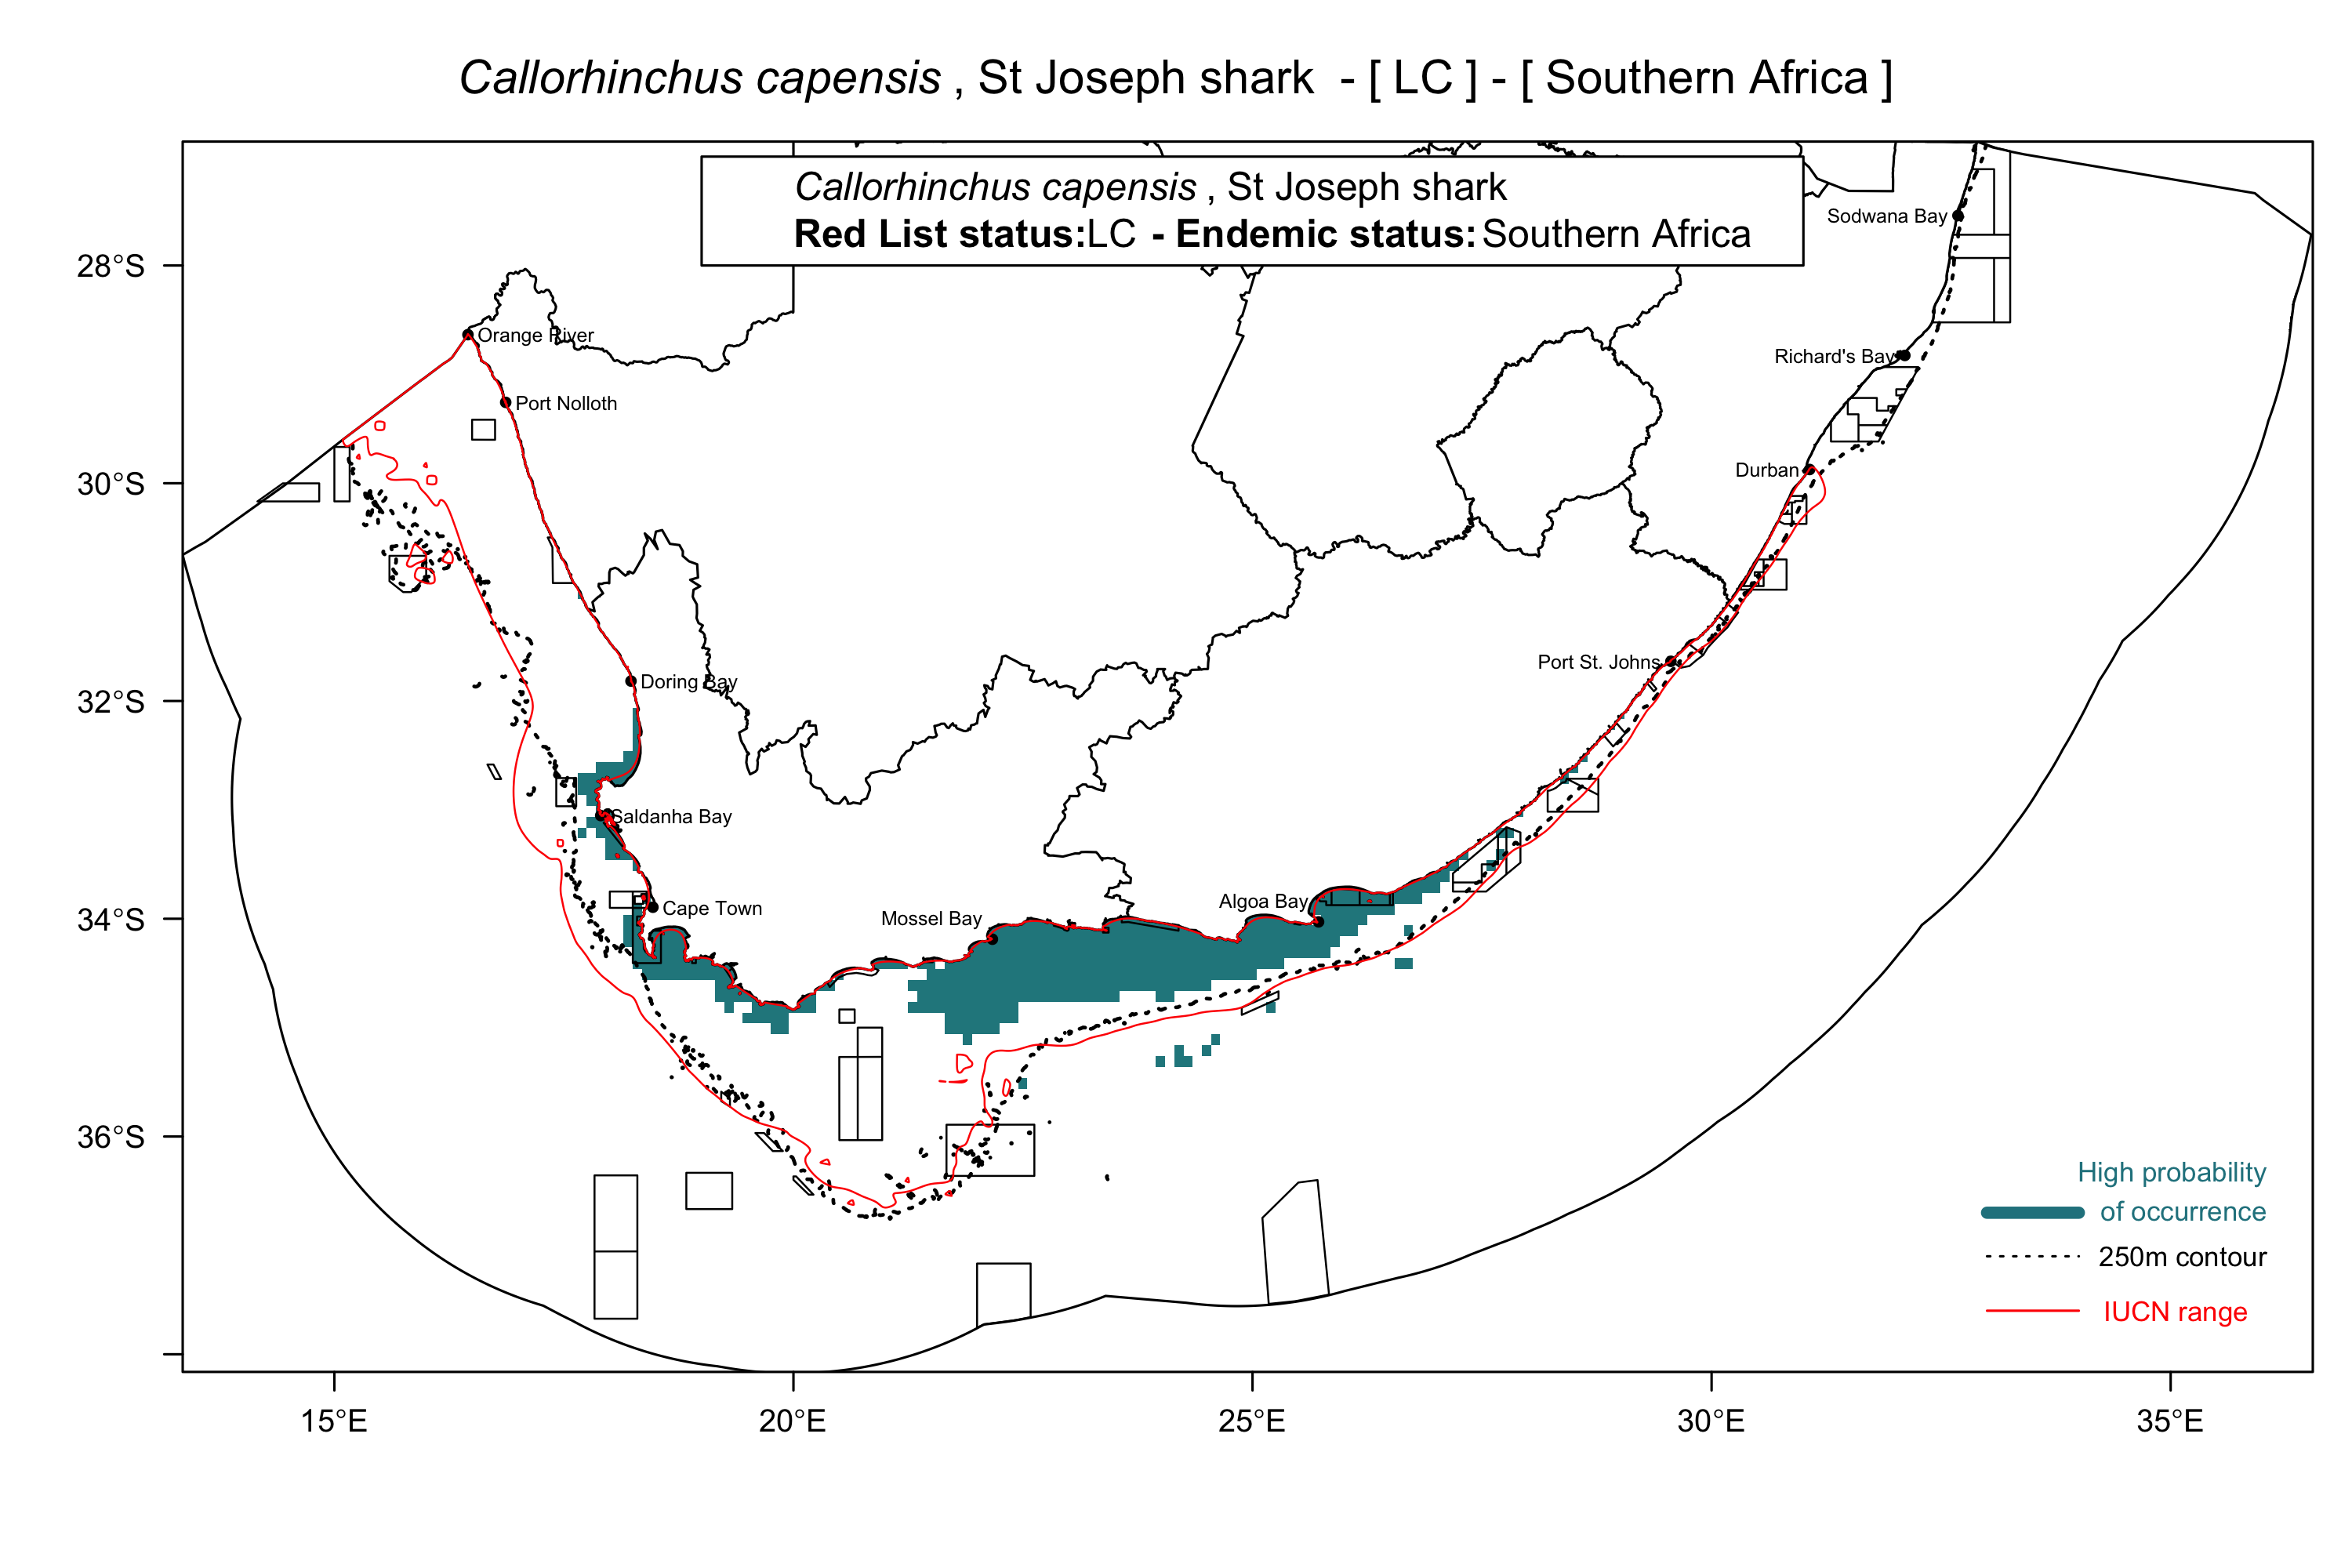 Callorhinchus capensis , St Joseph shark - [ LC ] - [ Southern Africa ]
Callorhinchus capensis , St Joseph shark
Red List status:LC - Endemic status:Southern Africa
Sodwana Bay
28°S
Orange River
Richard's Bay
Port Nolloth
Durban
30°S
Port St. Johns
Doring Bay
32°S
Saldanha Bay
Algoa Bay
Cape Town
Mossel Bay
34°S
36°S
High probability
of occurrence
250m contour
IUCN range
15°E
20°E
25°E
30°E
35°E